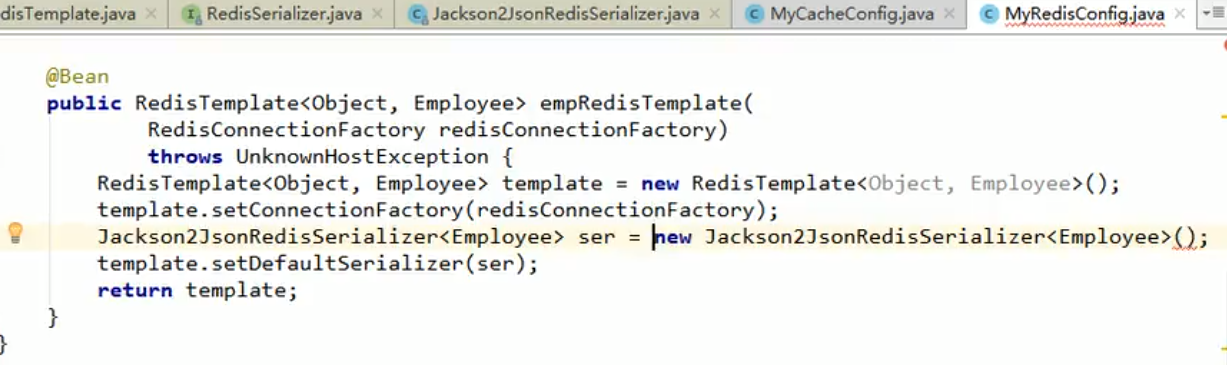 disTemplate.java RedisSerializer.java Jackson2JsonRedisSerializer.java MyCacheConfig.java MyRedisConfig.java
@Bean
public RedisTemplate<Object, Employee> empRedisTemplate(
RedisConnectionFactory redisConnectionFactory)
throws UnknownHostException {
RedisTemplate<Object, Employee> template = new RedisTemplate<Object, Employee>();
template.setConnectionFactory(redisConnectionFactory);
Jackson2JsonRedisSerializer<Employee> ser = new Jackson2JsonRedisSerializer<Employee>();
template.setDefaultSerializer(ser);
return template;
}
}